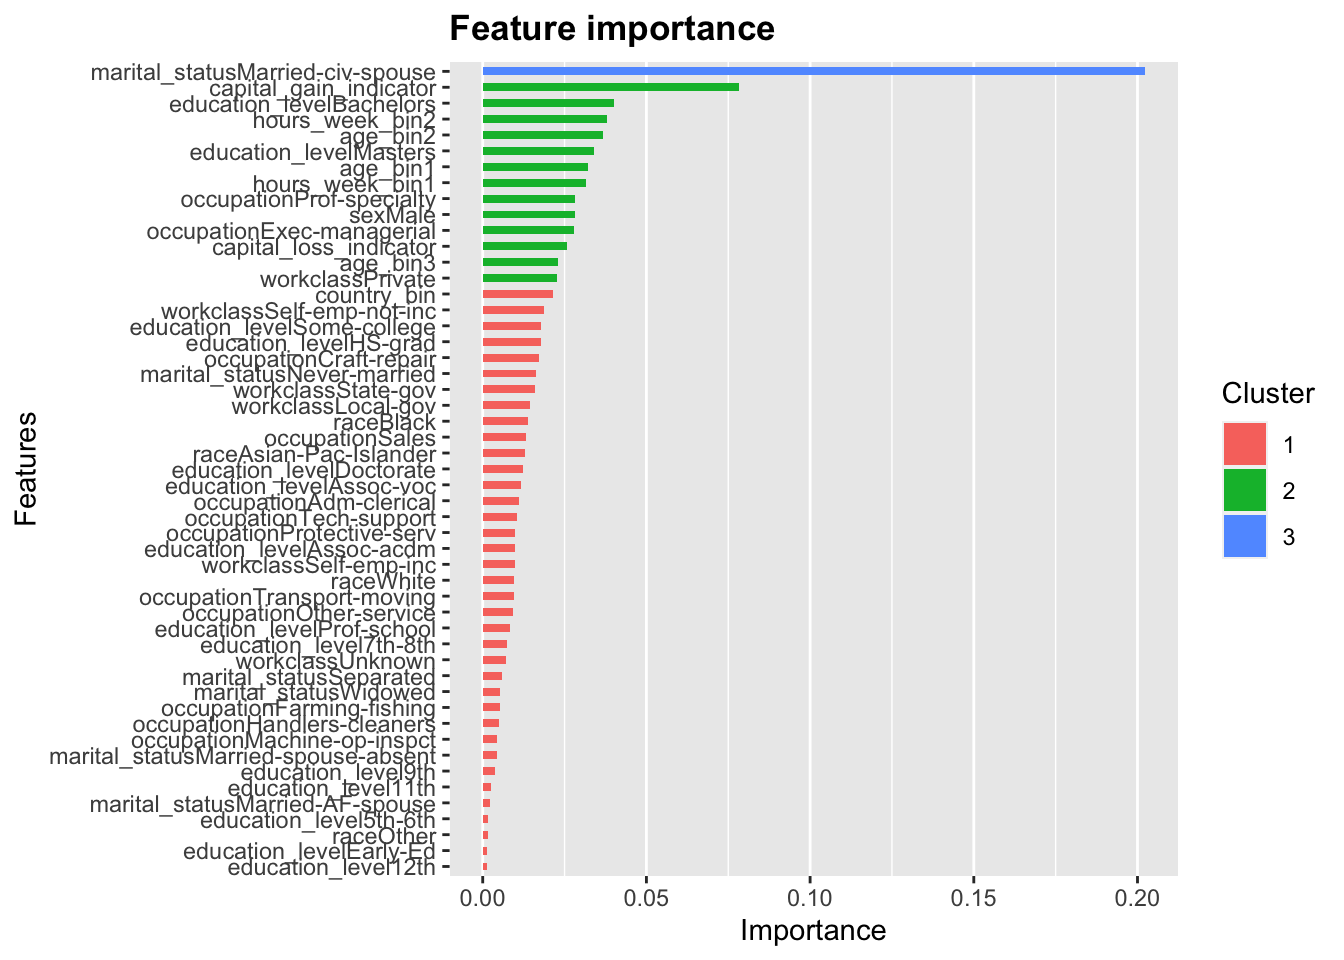 Feature importance
marital_statusMarried-civ-spouse
capital_gain_indicator
education_levelBachelors
hours_week_bin2
age_bin2
education_levelMasters
age_bin1
hours_week_bin1
occupationProf-specialty
sexMale
occupationExec-managerial
capital_loss_indicator
age_bin3
workclassPrivate
country_bin
workclassSelf-emp-not-inc
education_levelSome-college
education_levelHS-grad
occupationCraft-repair
marital_statusNever-married
workclassState-gov
workclassLocal-gov
raceBlack
occupationSales
raceAsian-Pac-Islander
education_levelDoctorate
education_levelAssoc-voc
occupationAdm-clerical
occupationTech-support
occupationProtective-serv
education_levelAssoc-acdm
workclassSelf-emp-inc
raceWhite
occupationTransport-moving
occupationOther-service
education_levelProf-school
education_level7th-8th
workclassUnknown
marital_statusSeparated
marital_statusWidowed
occupationFarming-fishing
occupationHandlers-cleaners
occupationMachine-op-inspct
marital_statusMarried-spouse-absent
education_level9th
education_level11th
marital_statusMarried-AF-spouse
education_level5th-6th
raceOther
education_levelEarly-Ed
education_level12th
Features
0.00 0.05 0.10 0.15 0.20
Importance
Cluster
1
2
3